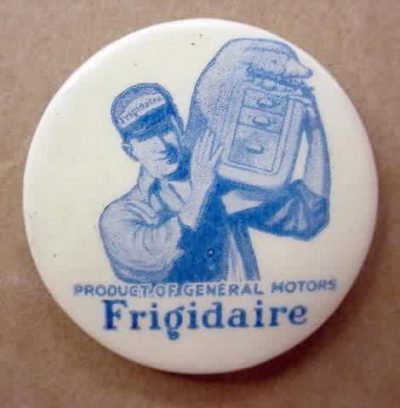 Frigidaire
PRODUCT OF GENERAL MOTORS
Frigidaire